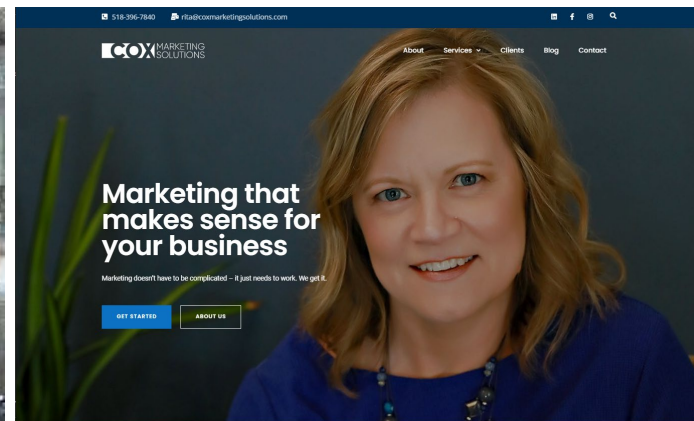 518-396-7840 rita@coxmarketingsolutions.com
COX MARKETING
SOLUTIONS
About Services Clients Blog Contact
Marketing that
makes sense for
your business
Marketing doesn't have to be complicated – it just needs to work. We get it.
GET STARTED ABOUT US